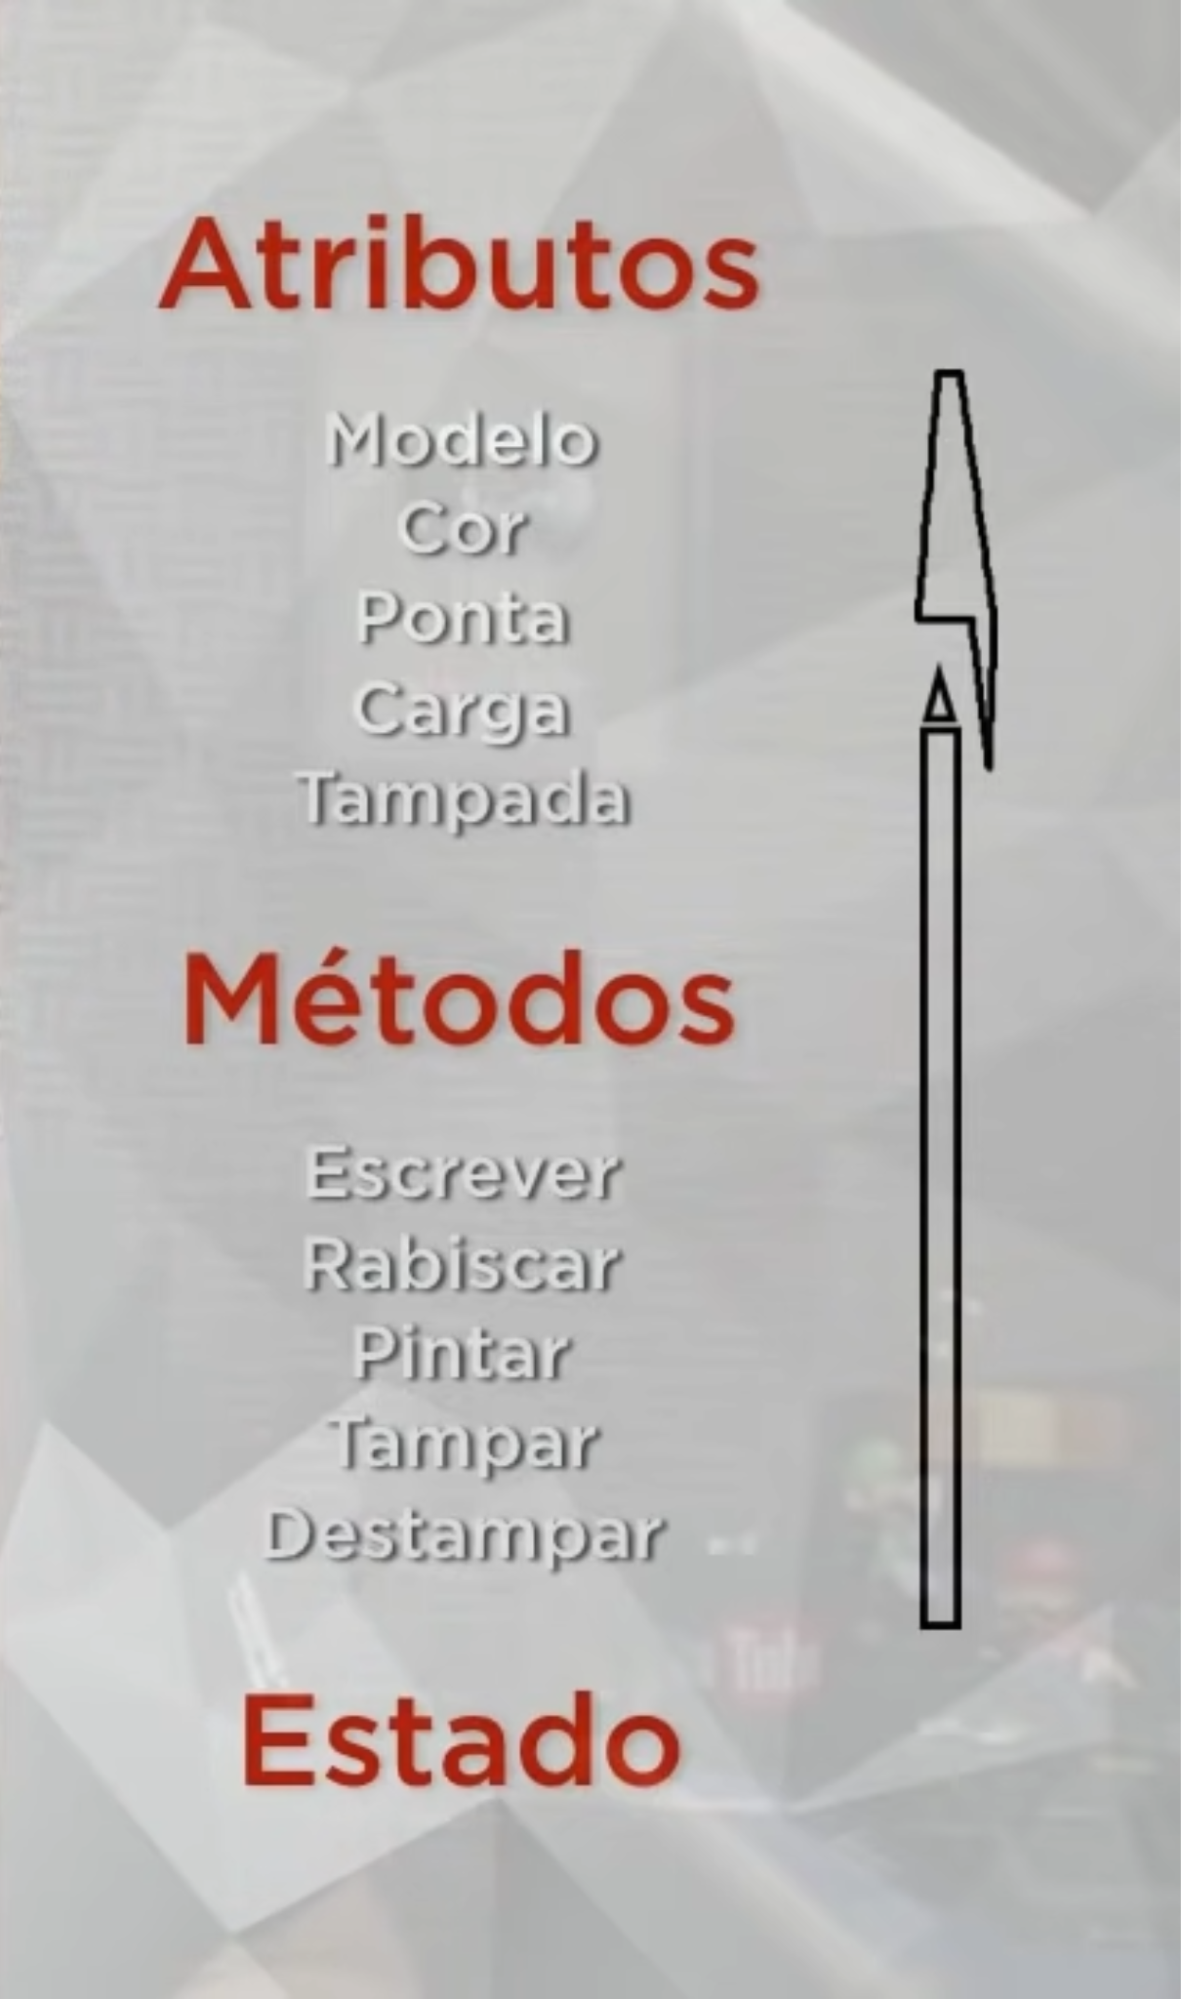 Atributos
Modelo
Cor
Ponta
Carga
Tampada
Métodos
Escrever
Rabiscar
Pintar
Tampar
Destampar
Estado